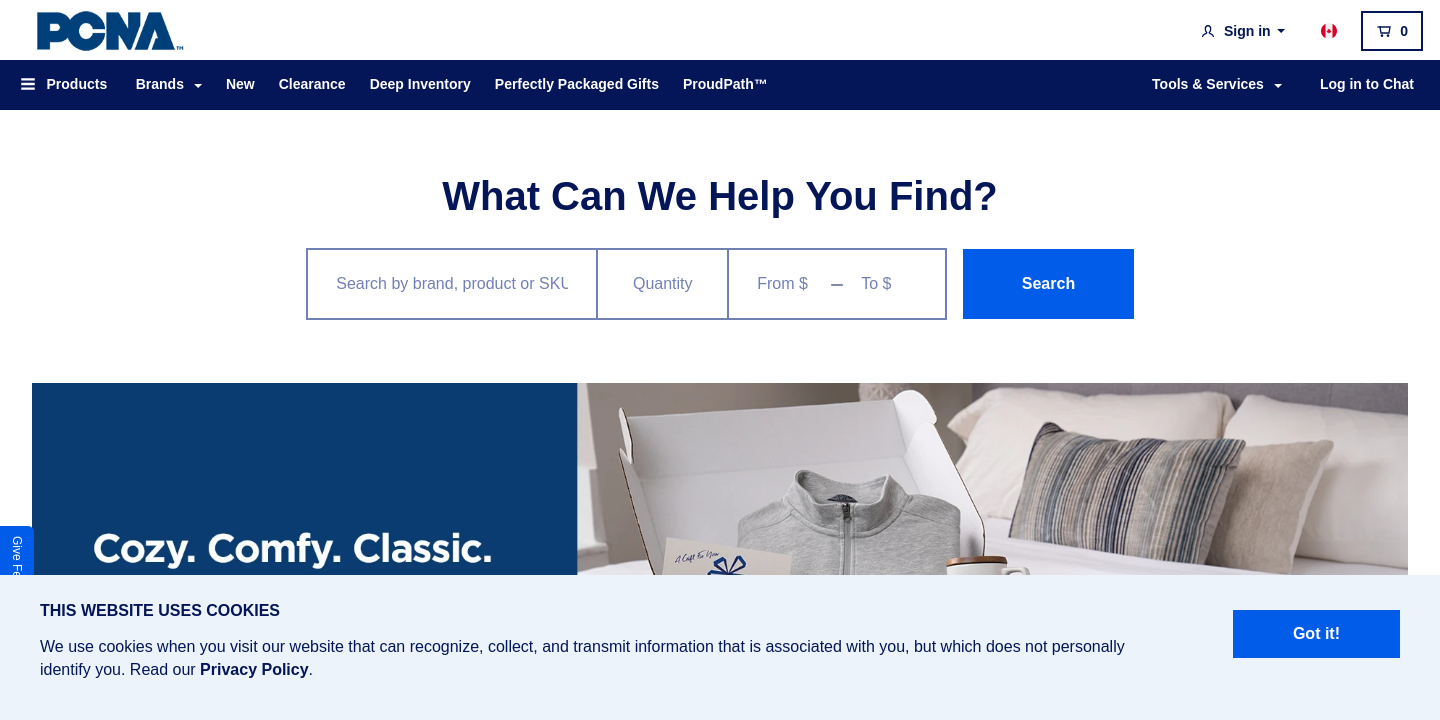 PCNA™
Sign in
0
Products
Brands
New
Clearance
Deep Inventory
Perfectly Packaged Gifts
ProudPath™
Tools & Services
Log in to Chat
What Can We Help You Find?
Search by brand, product or SKU
Quantity
From $
–
To $
Search
Cozy. Comfy. Classic.
A Gift For You
Give Fe
THIS WEBSITE USES COOKIES
We use cookies when you visit our website that can recognize, collect, and transmit information that is associated with you, but which does not personally
identify you. Read our Privacy Policy.
Got it!